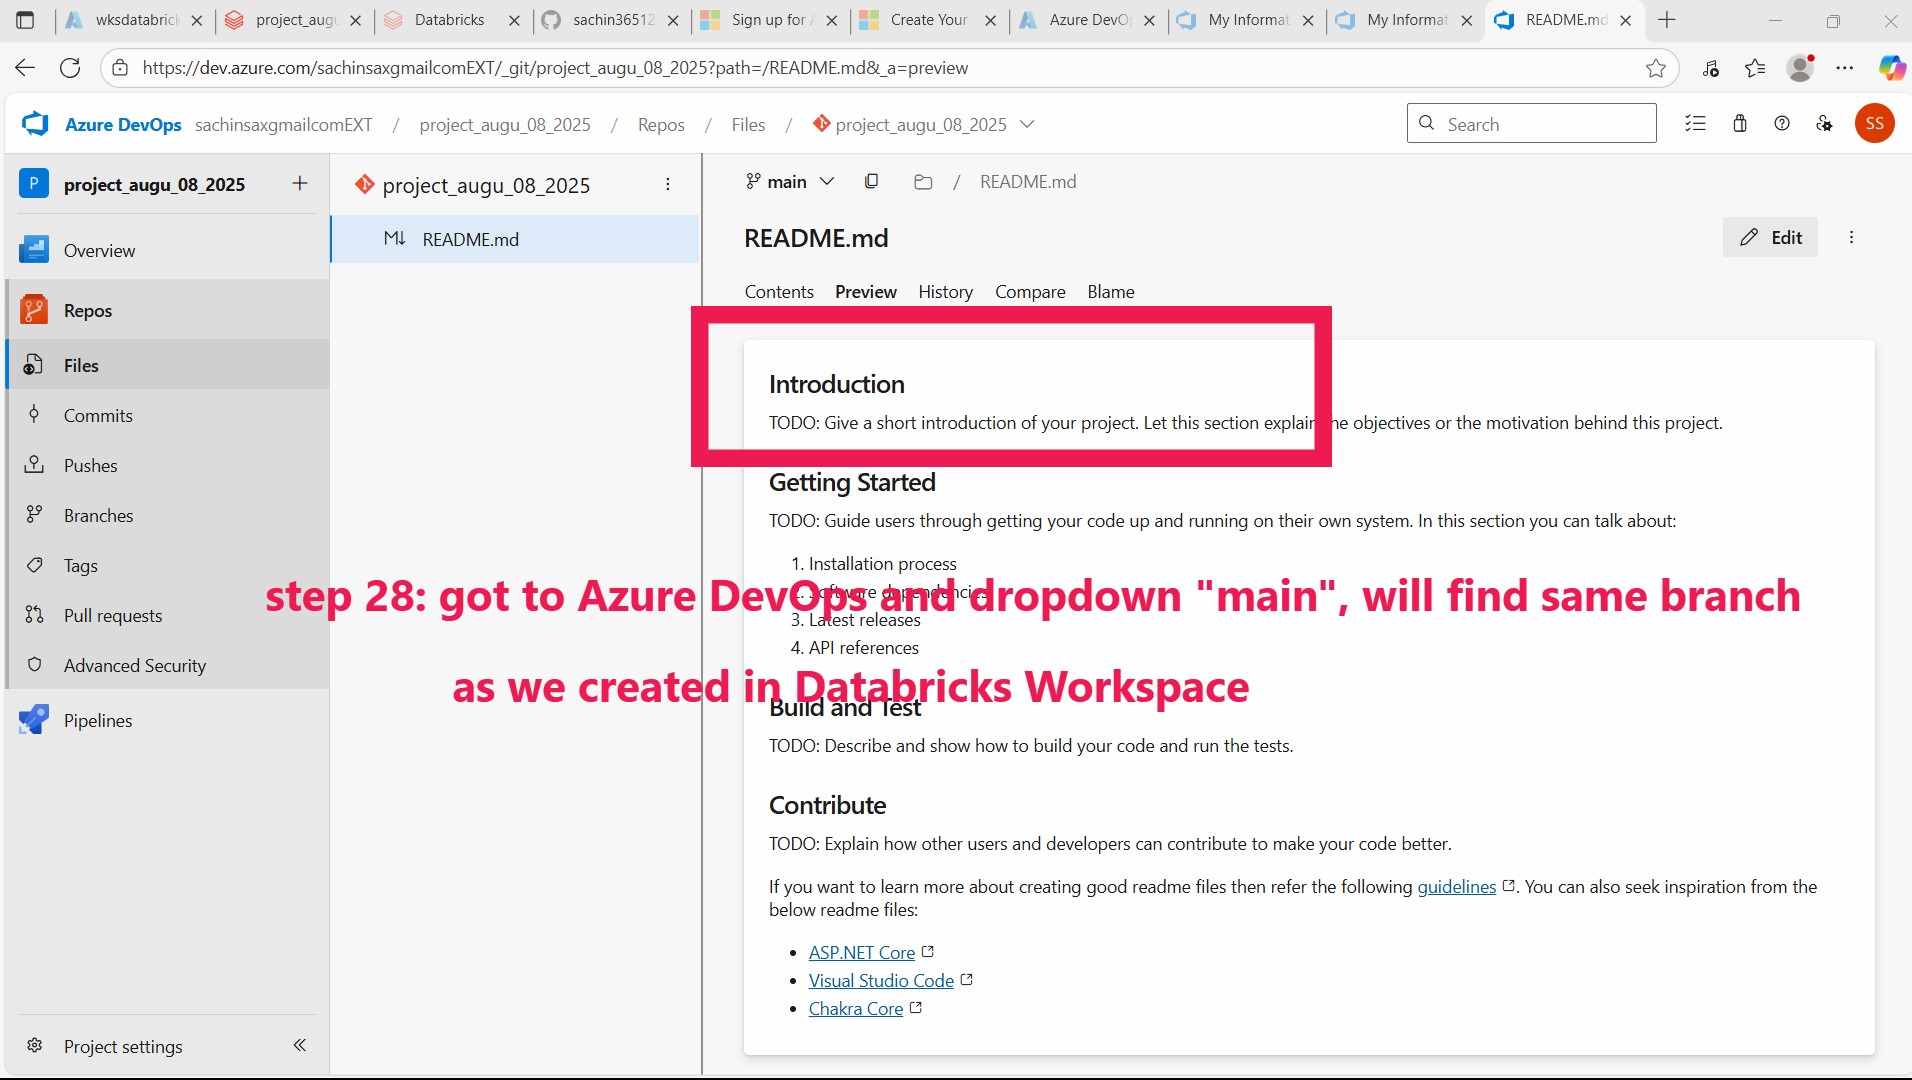 wksdatabrick
project_augu
Databricks
sachin36512
Sign up for A
Create Your
Azure DevO
My Informat
My Informat
README.md
https://dev.azure.com/sachinsaxgmailcomEXT/_git/project_augu_08_2025?path=/README.md&_a=preview
Azure DevOps sachinsaxgmailcomEXT / project_augu_08_2025 / Repos / Files / project_augu_08_2025
Search
SS
P project_augu_08_2025
Overview
Repos
Files
Commits
Pushes
Branches
Tags
Pull requests
Advanced Security
Pipelines
Project settings
project_augu_08_2025
README.md
main / README.md
README.md
Edit
Contents Preview History Compare Blame
Introduction
TODO: Give a short introduction of your project. Let this section explain the objectives or the motivation behind this project.
Getting Started
TODO: Guide users through getting your code up and running on their own system. In this section you can talk about:
1. Installation process
2. Software dependencies
3. Latest releases
4. API references
step 28: got to Azure DevOps and dropdown "main", will find same branch
as we created in Databricks Workspace
Build and Test
TODO: Describe and show how to build your code and run the tests.
Contribute
TODO: Explain how other users and developers can contribute to make your code better.
If you want to learn more about creating good readme files then refer the following guidelines. You can also seek inspiration from the
below readme files:
• ASP.NET Core
• Visual Studio Code
• Chakra Core